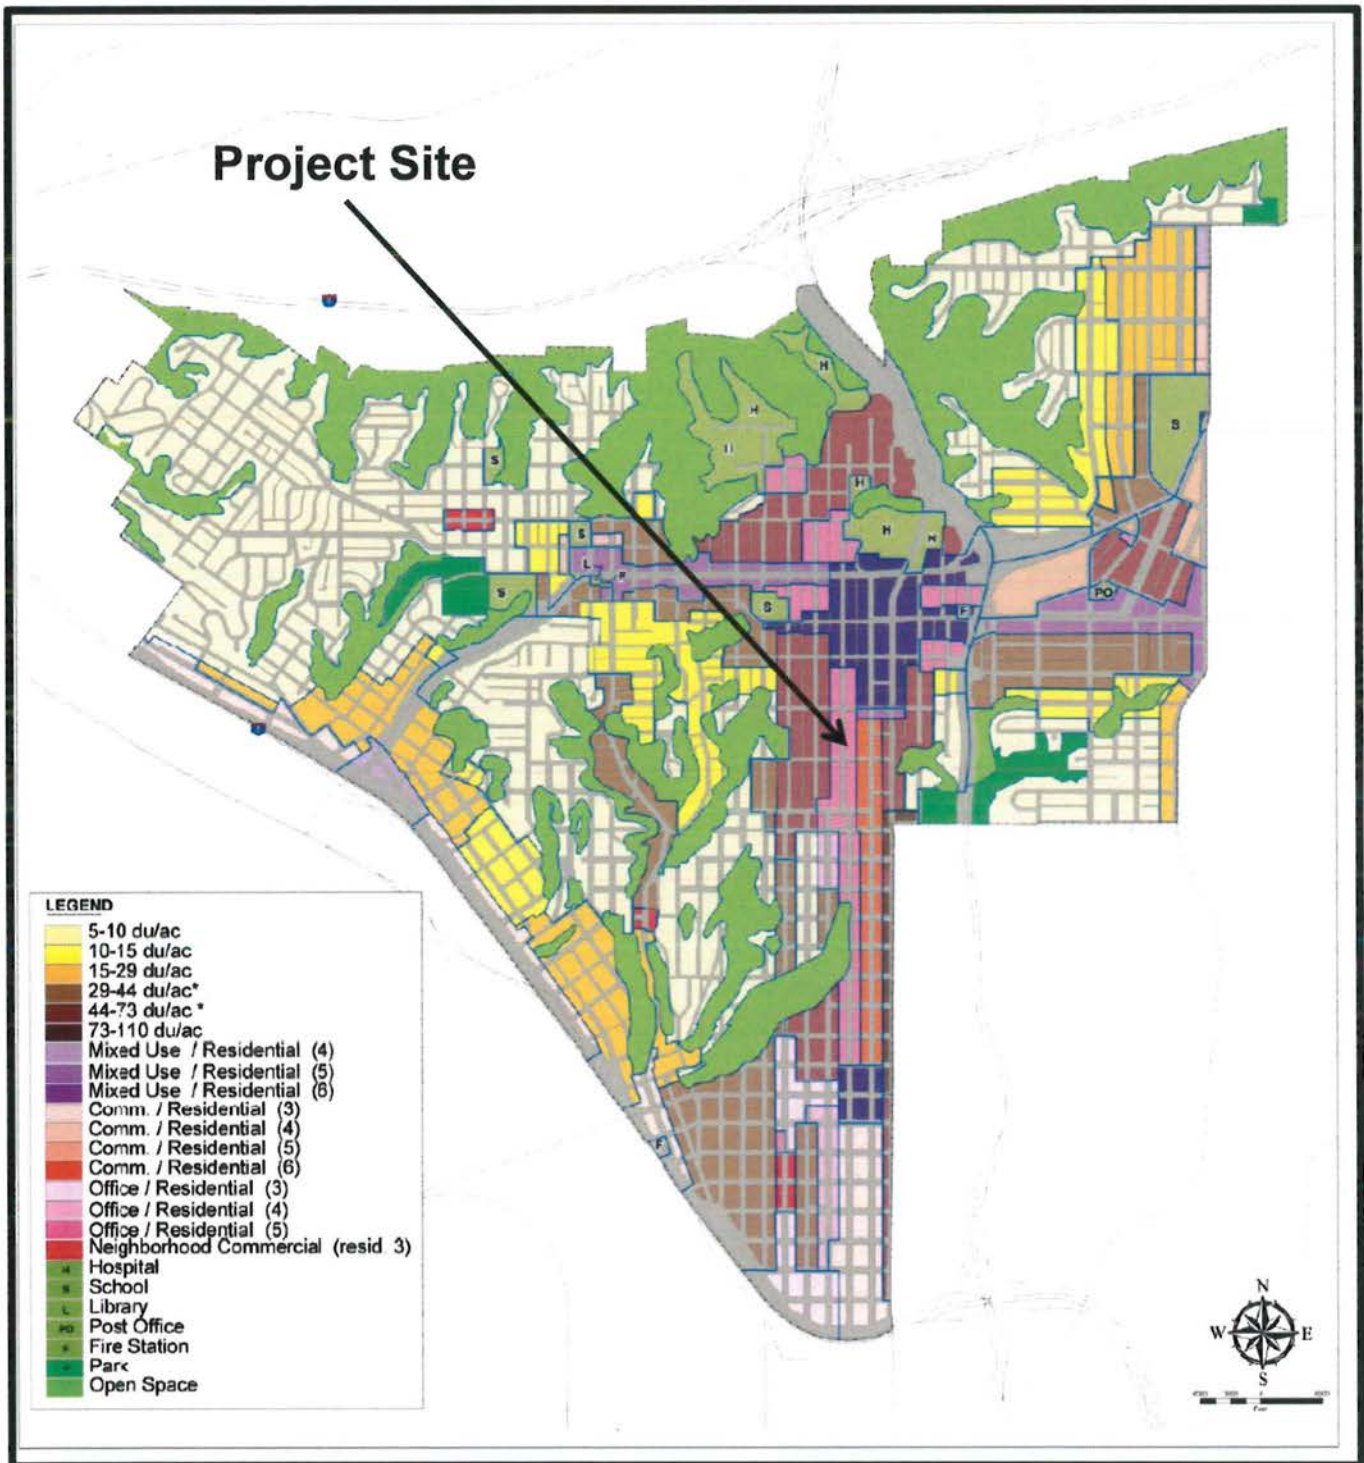 Project Site
H
H
S
S
H
H
H
S
L
S
S
PO
F
F
LEGEND
5-10 du/ac
10-15 du/ac
15-29 du/ac
29-44 du/ac*
44-73 du/ac *
73-110 du/ac
Mixed Use / Residential (4)
Mixed Use / Residential (5)
Mixed Use / Residential (6)
Comm. / Residential (3)
Comm. / Residential (4)
Comm. / Residential (5)
Comm. / Residential (6)
Office / Residential (3)
Office / Residential (4)
Office / Residential (5)
Neighborhood Commercial (resid. 3)
H Hospital
S School
L Library
PO Post Office
Fire Station
Park
Open Space
N
W E
S